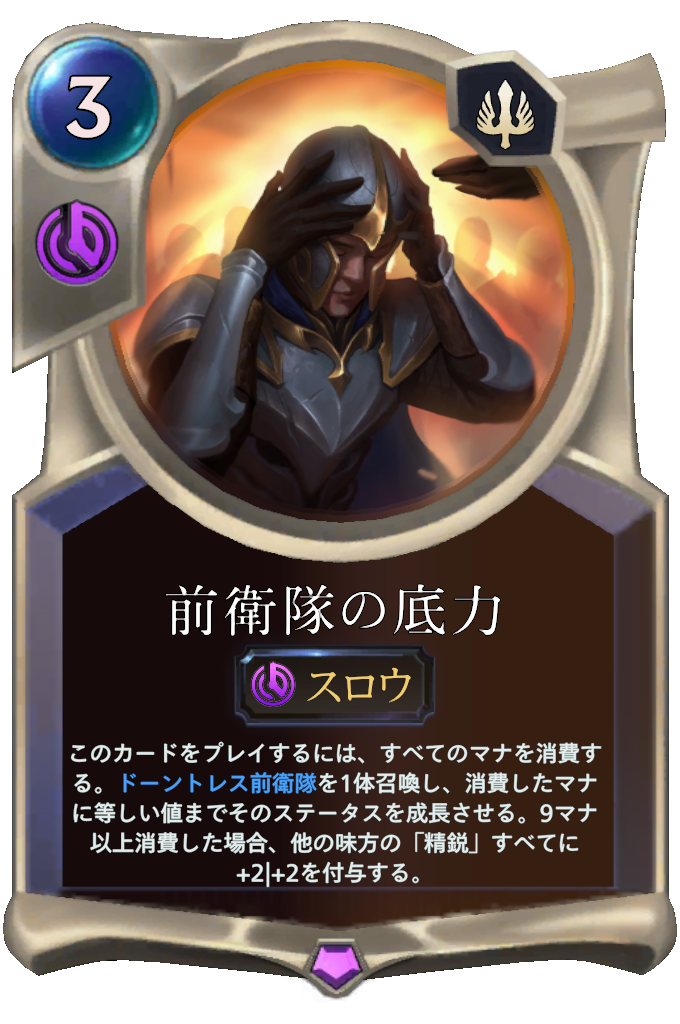 3
前衛隊の底力
スロウ
このカードをプレイするには、すべてのマナを消費す
る。ドーントレス前衛隊を1体召喚し、消費したマナ
に等しい値までそのステータスを成長させる。9マナ
以上消費した場合、他の味方の「精鋭」すべてに
+2|+2を付与する。